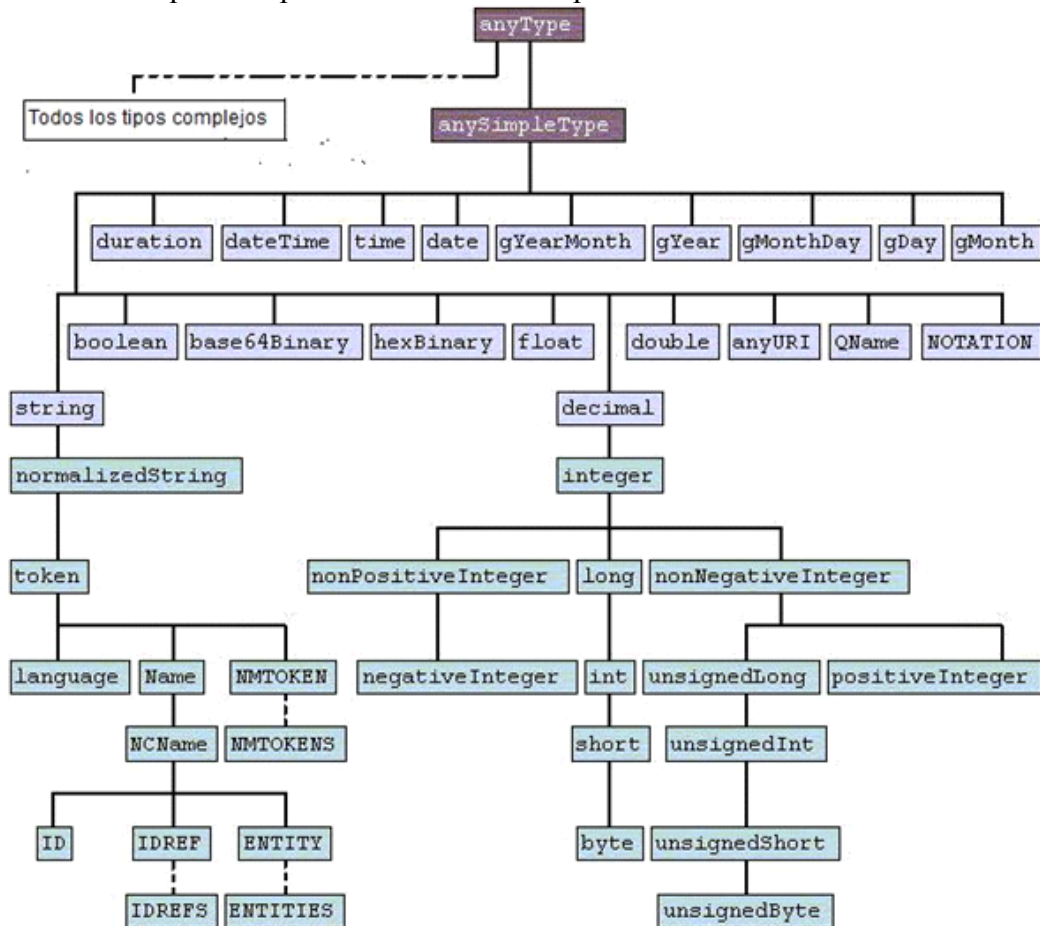 anyType
Todos los tipos complejos
anySimpleType
duration dateTime time date gYearMonth gYear gMonthDay gDay gMonth
boolean base64Binary hexBinary float double anyURI QName NOTATION
string decimal
normalizedString integer
token nonPositiveInteger long nonNegativeInteger
language Name NMTOKEN negativeInteger int unsignedLong positiveInteger
NCName NMTOKENS short unsignedInt
ID IDREF ENTITY byte unsignedShort
IDREFS ENTITIES unsignedByte